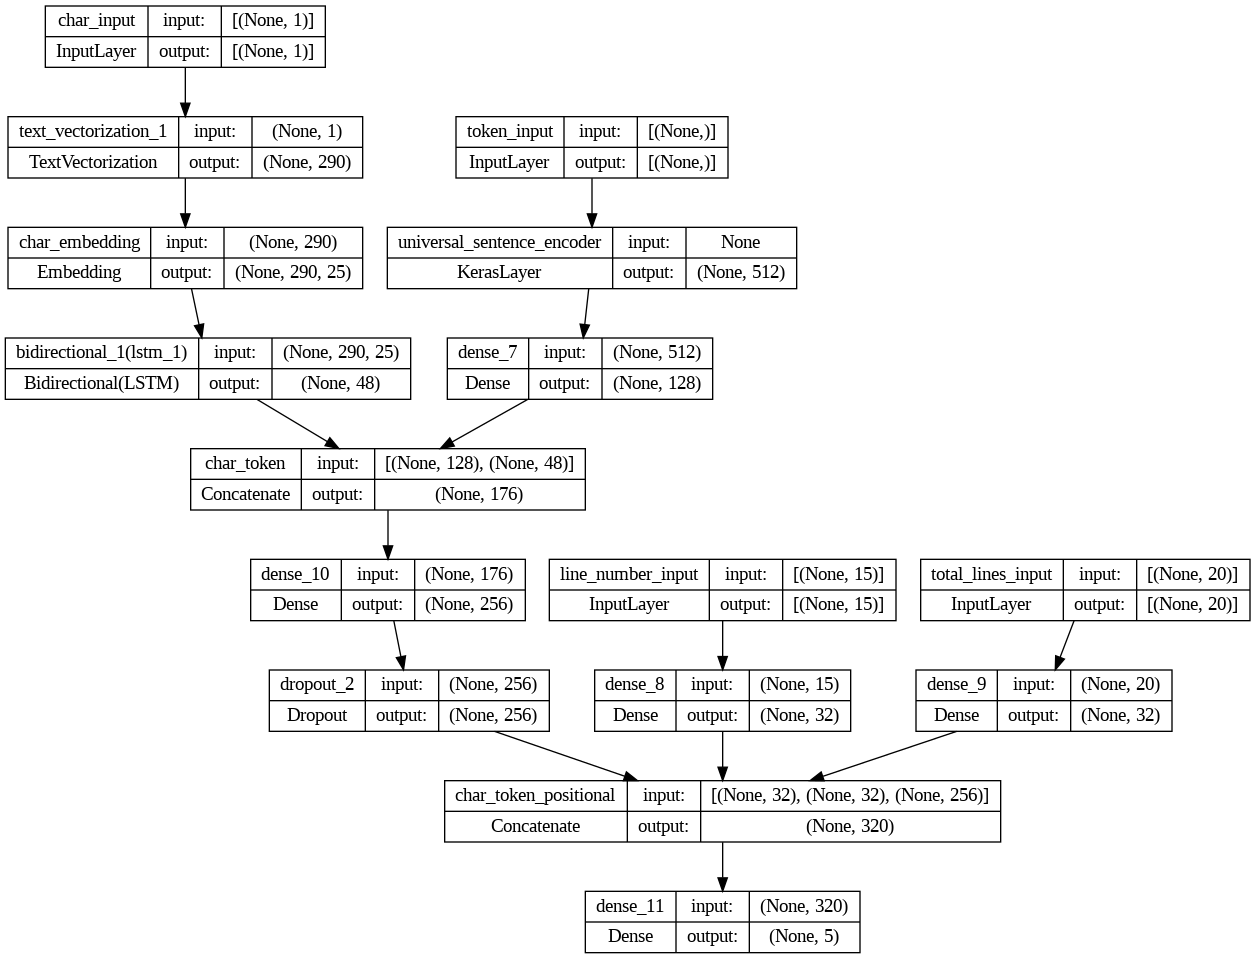 char_input input: [(None, 1)]
InputLayer output: [(None, 1)]
text_vectorization_1 input: (None, 1)
TextVectorization output: (None, 290)
token_input input: [(None,)]
InputLayer output: [(None,)]
char_embedding input: (None, 290)
Embedding output: (None, 290, 25)
universal_sentence_encoder input: None
KerasLayer output: (None, 512)
bidirectional_1(lstm_1) input: (None, 290, 25)
Bidirectional(LSTM) output: (None, 48)
dense_7 input: (None, 512)
Dense output: (None, 128)
char_token input: [(None, 128), (None, 48)]
Concatenate output: (None, 176)
dense_10 input: (None, 176)
Dense output: (None, 256)
line_number_input input: [(None, 15)]
InputLayer output: [(None, 15)]
total_lines_input input: [(None, 20)]
InputLayer output: [(None, 20)]
dropout_2 input: (None, 256)
Dropout output: (None, 256)
dense_8 input: (None, 15)
Dense output: (None, 32)
dense_9 input: (None, 20)
Dense output: (None, 32)
char_token_positional input: [(None, 32), (None, 32), (None, 256)]
Concatenate output: (None, 320)
dense_11 input: (None, 320)
Dense output: (None, 5)